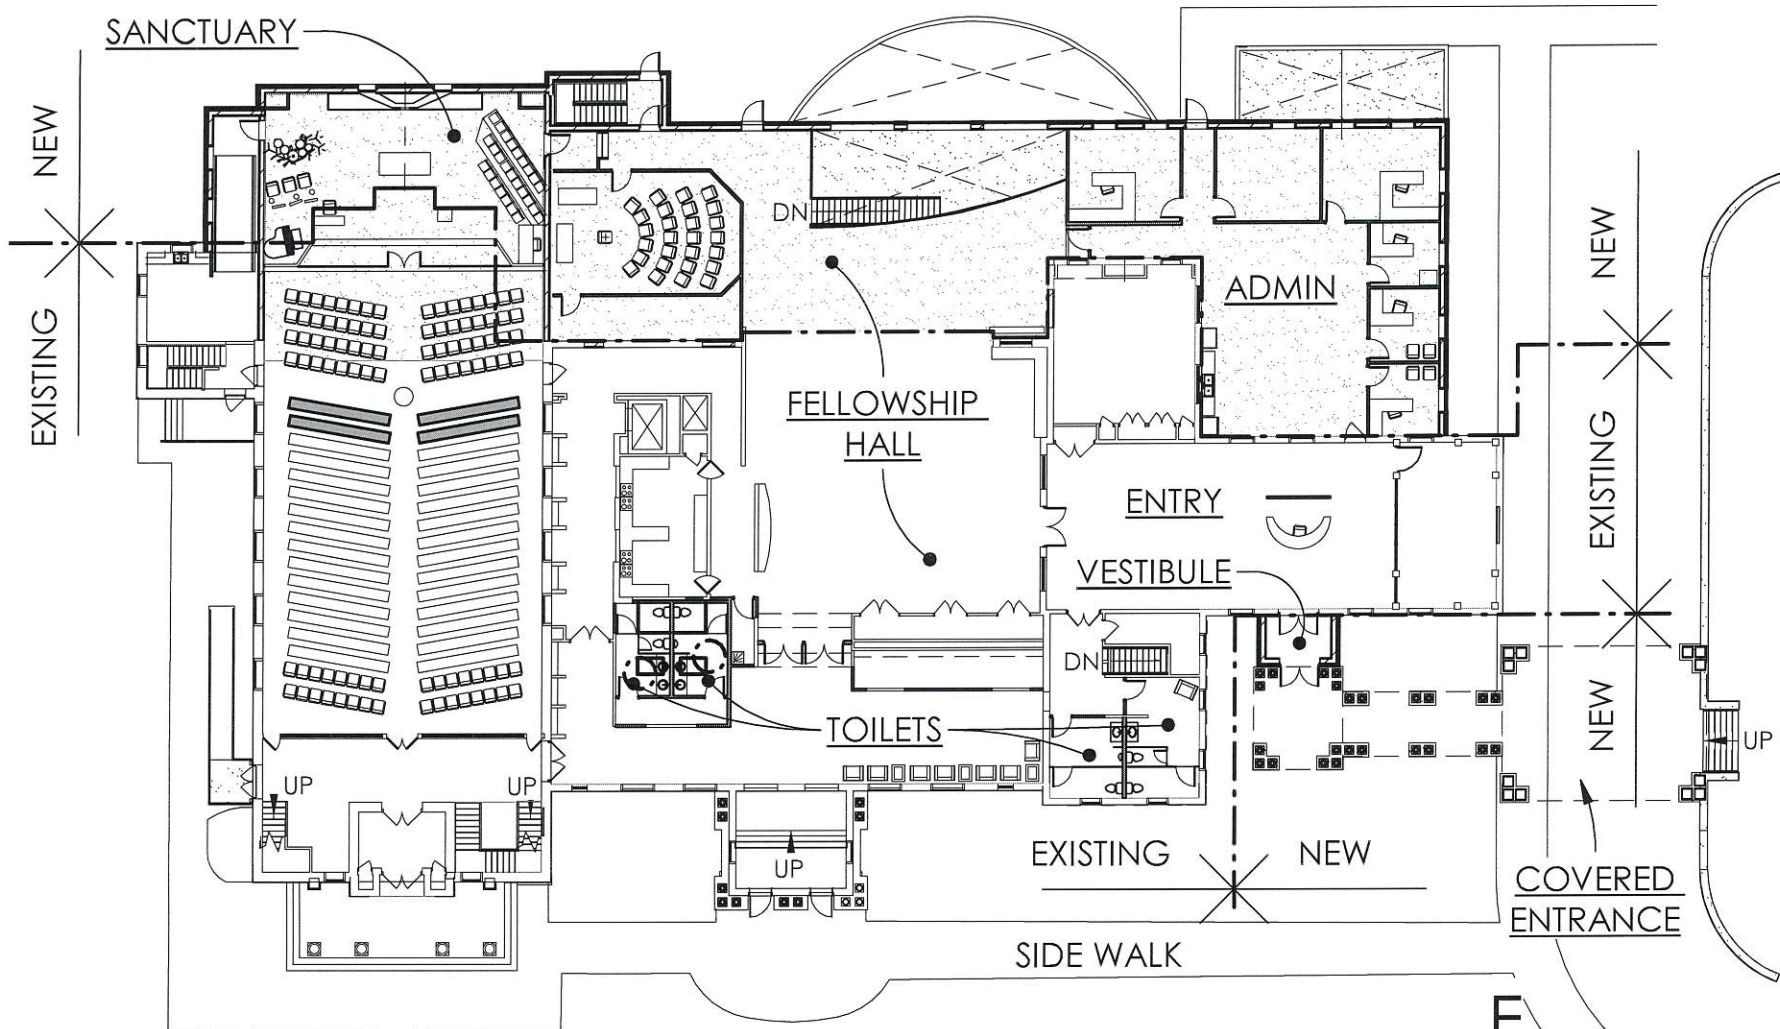 SANCTUARY
NEW
EXISTING
DN
ADMIN
NEW
EXISTING
NEW
FELLOWSHIP
HALL
ENTRY
VESTIBULE
DN
TOILETS
UP
UP
UP
UP
EXISTING
NEW
COVERED
ENTRANCE
SIDE WALK
E